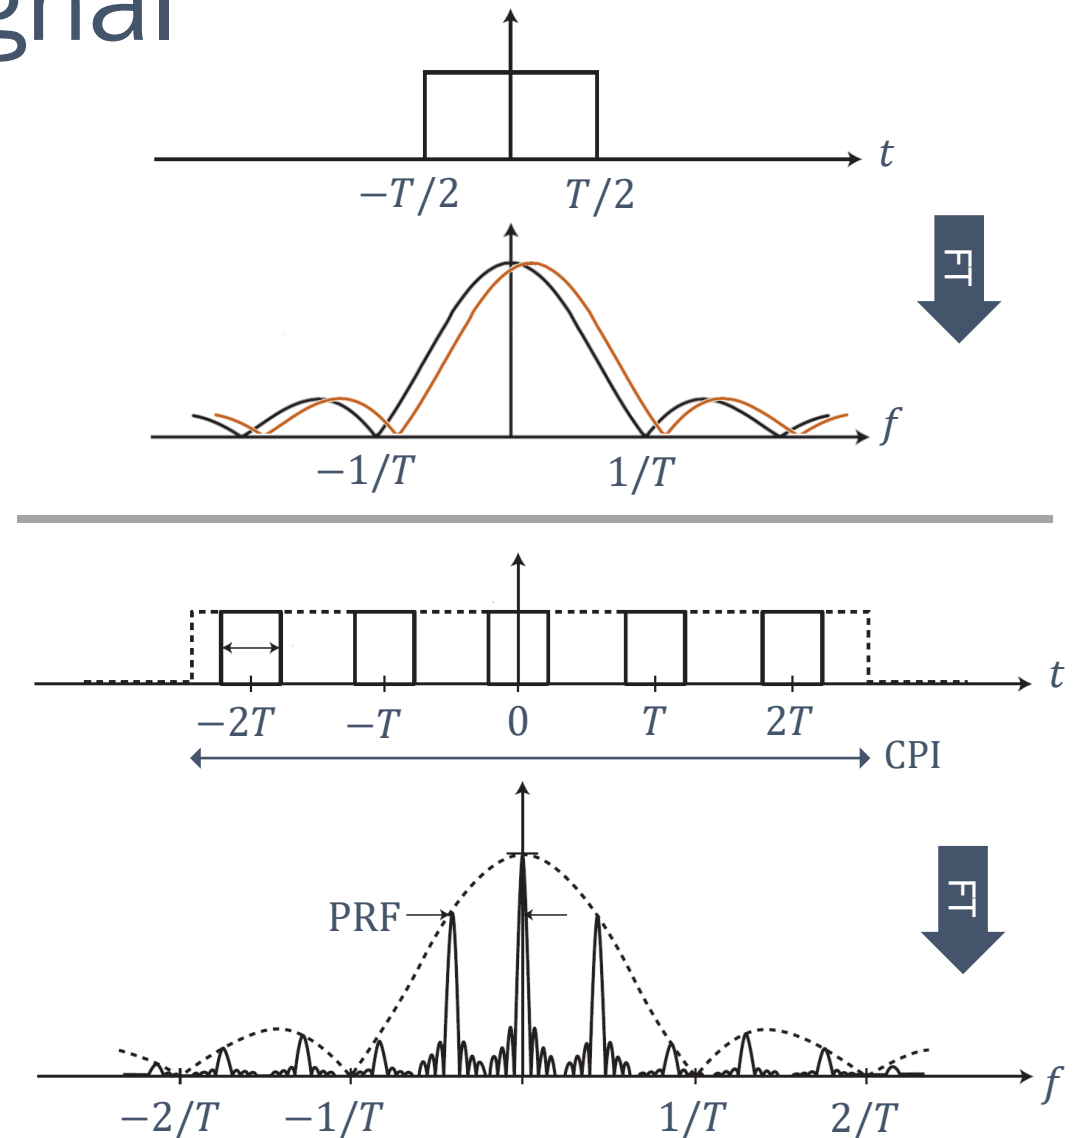 gnal
t
−T/2 T/2
FT
f
−1/T 1/T
t
−2T −T 0 T 2T
CPI
FT
PRF
f
−2/T −1/T 1/T 2/T